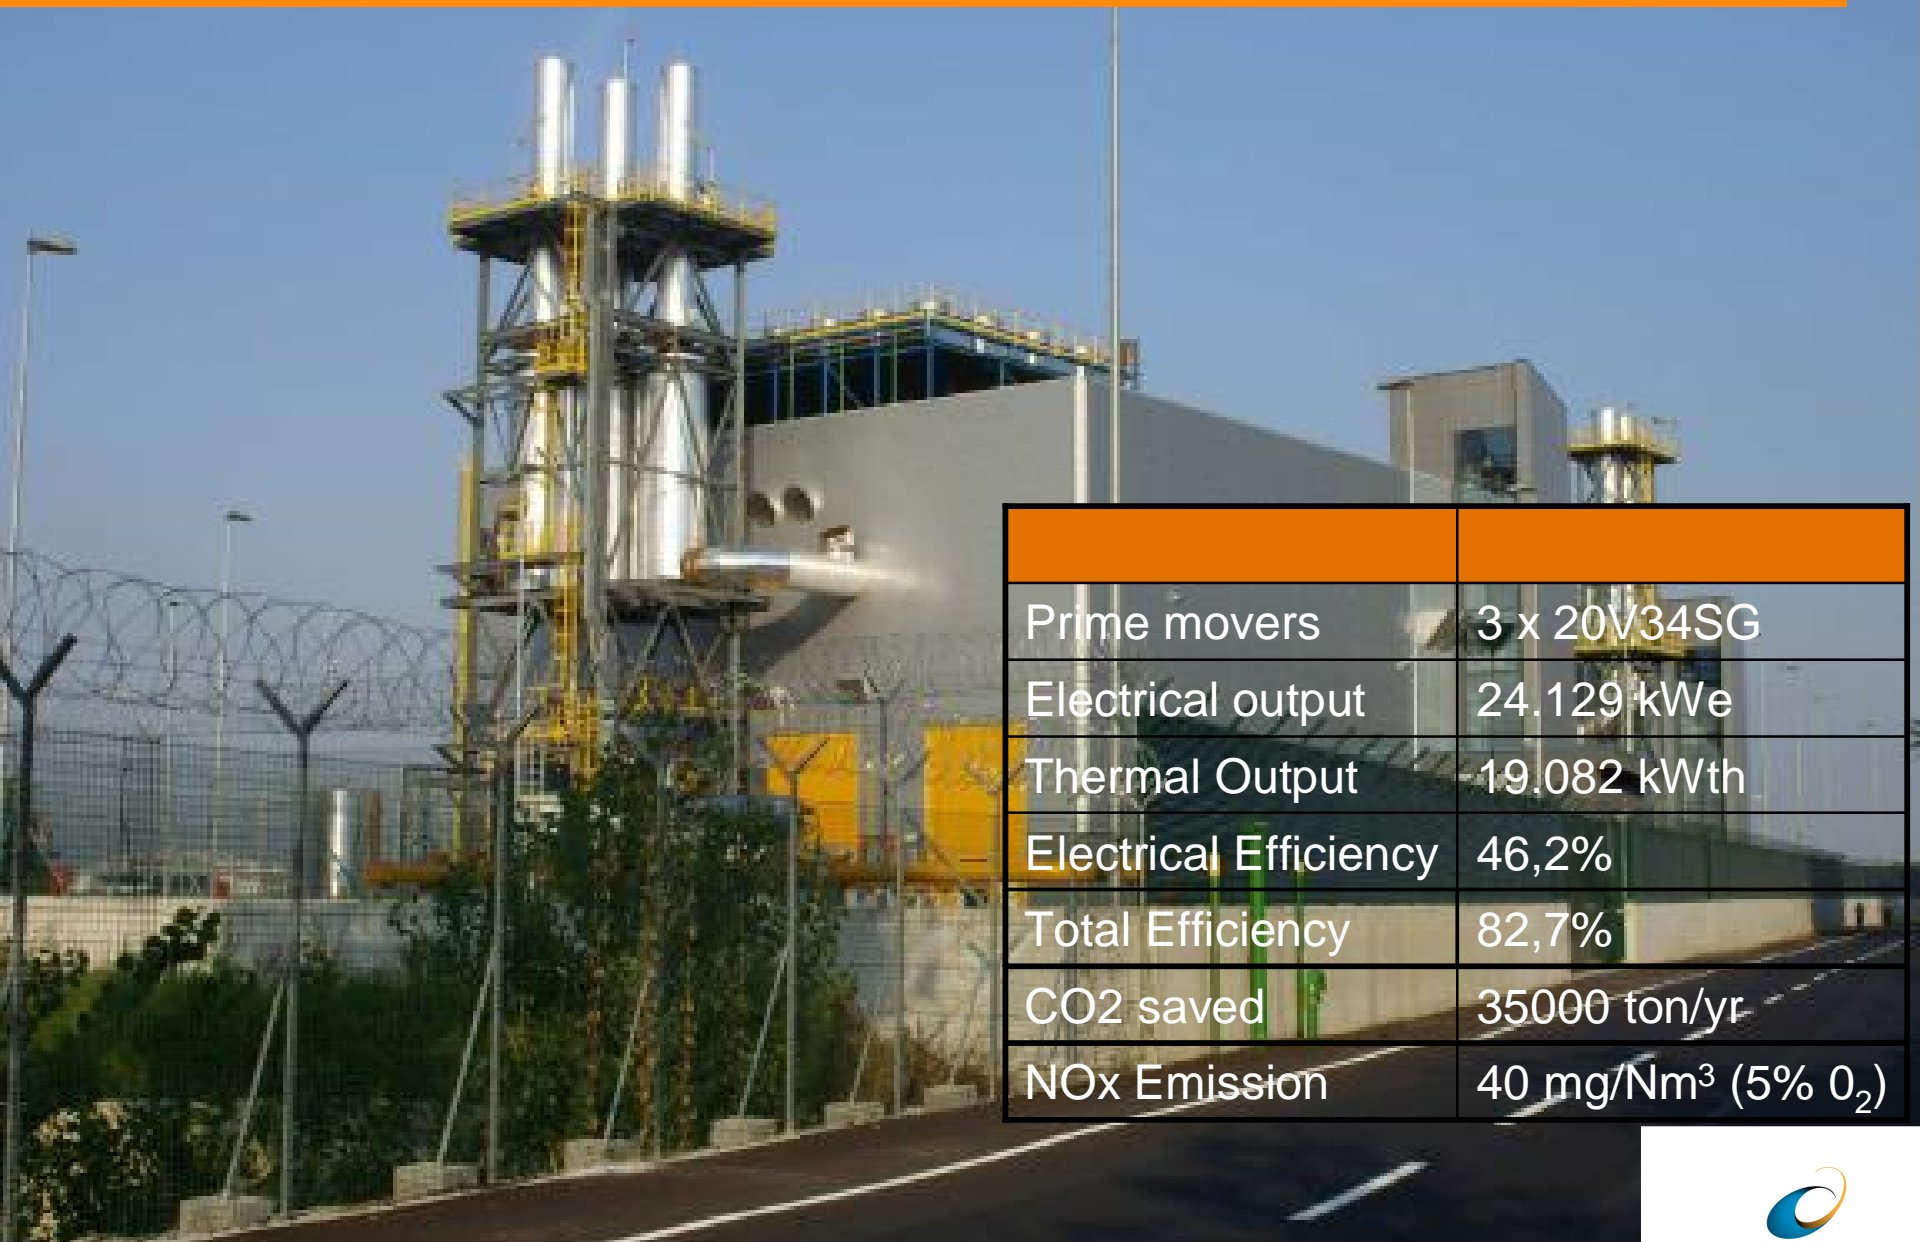 Prime movers 3 x 20V34SG
Electrical output 24.129 kWe
Thermal Output 19.082 kWth
Electrical Efficiency 46,2%
Total Efficiency 82,7%
CO2 saved 35000 ton/yr
NOx Emission 40 mg/Nm³ (5% 0₂)